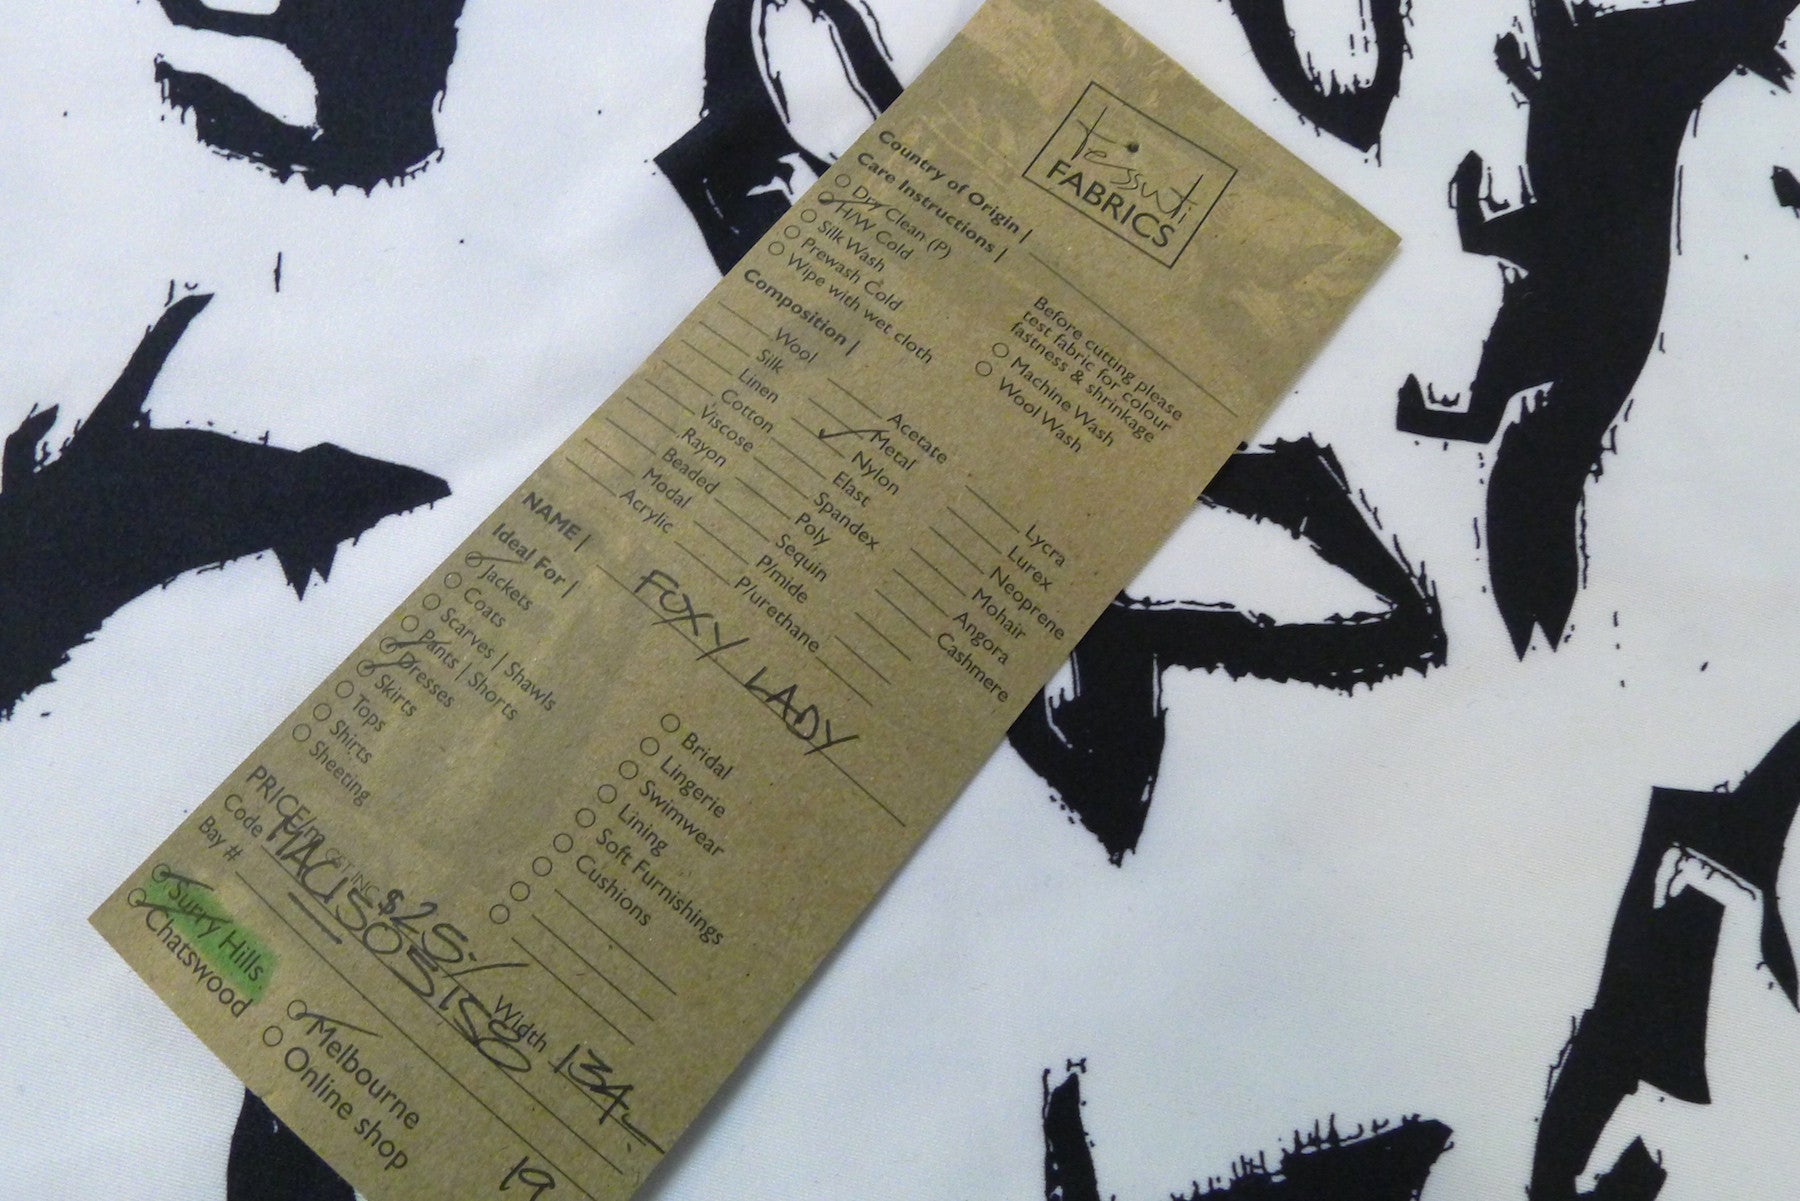 Tessuti
FABRICS
Country of Origin |
Care Instructions |
Dry Clean (P)
H/W Cold
Silk Wash
Prewash Cold
Wipe with wet cloth
Before cutting please
test fabric for colour
fastness & shrinkage
Machine Wash
Wool Wash
Composition |
Wool
Silk
Linen
Cotton
Viscose
Rayon
Beaded
Modal
Acrylic
Acetate
Metal
Nylon
Elast
Spandex
Poly
Sequin
P/mide
P/urethane
Lycra
Lurex
Neoprene
Mohair
Angora
Cashmere
NAME | FOXY LADY
Ideal For |
Jackets
Coats
Scarves | Shawls
Pants | Shorts
Dresses
Skirts
Tops
Shirts
Sheeting
Bridal
Lingerie
Swimwear
Lining
Soft Furnishings
Cushions
PRICE/m GST INC $25.
Width 134
Code
Bay # 19
Surry Hills
Chatswood
Melbourne
Online shop